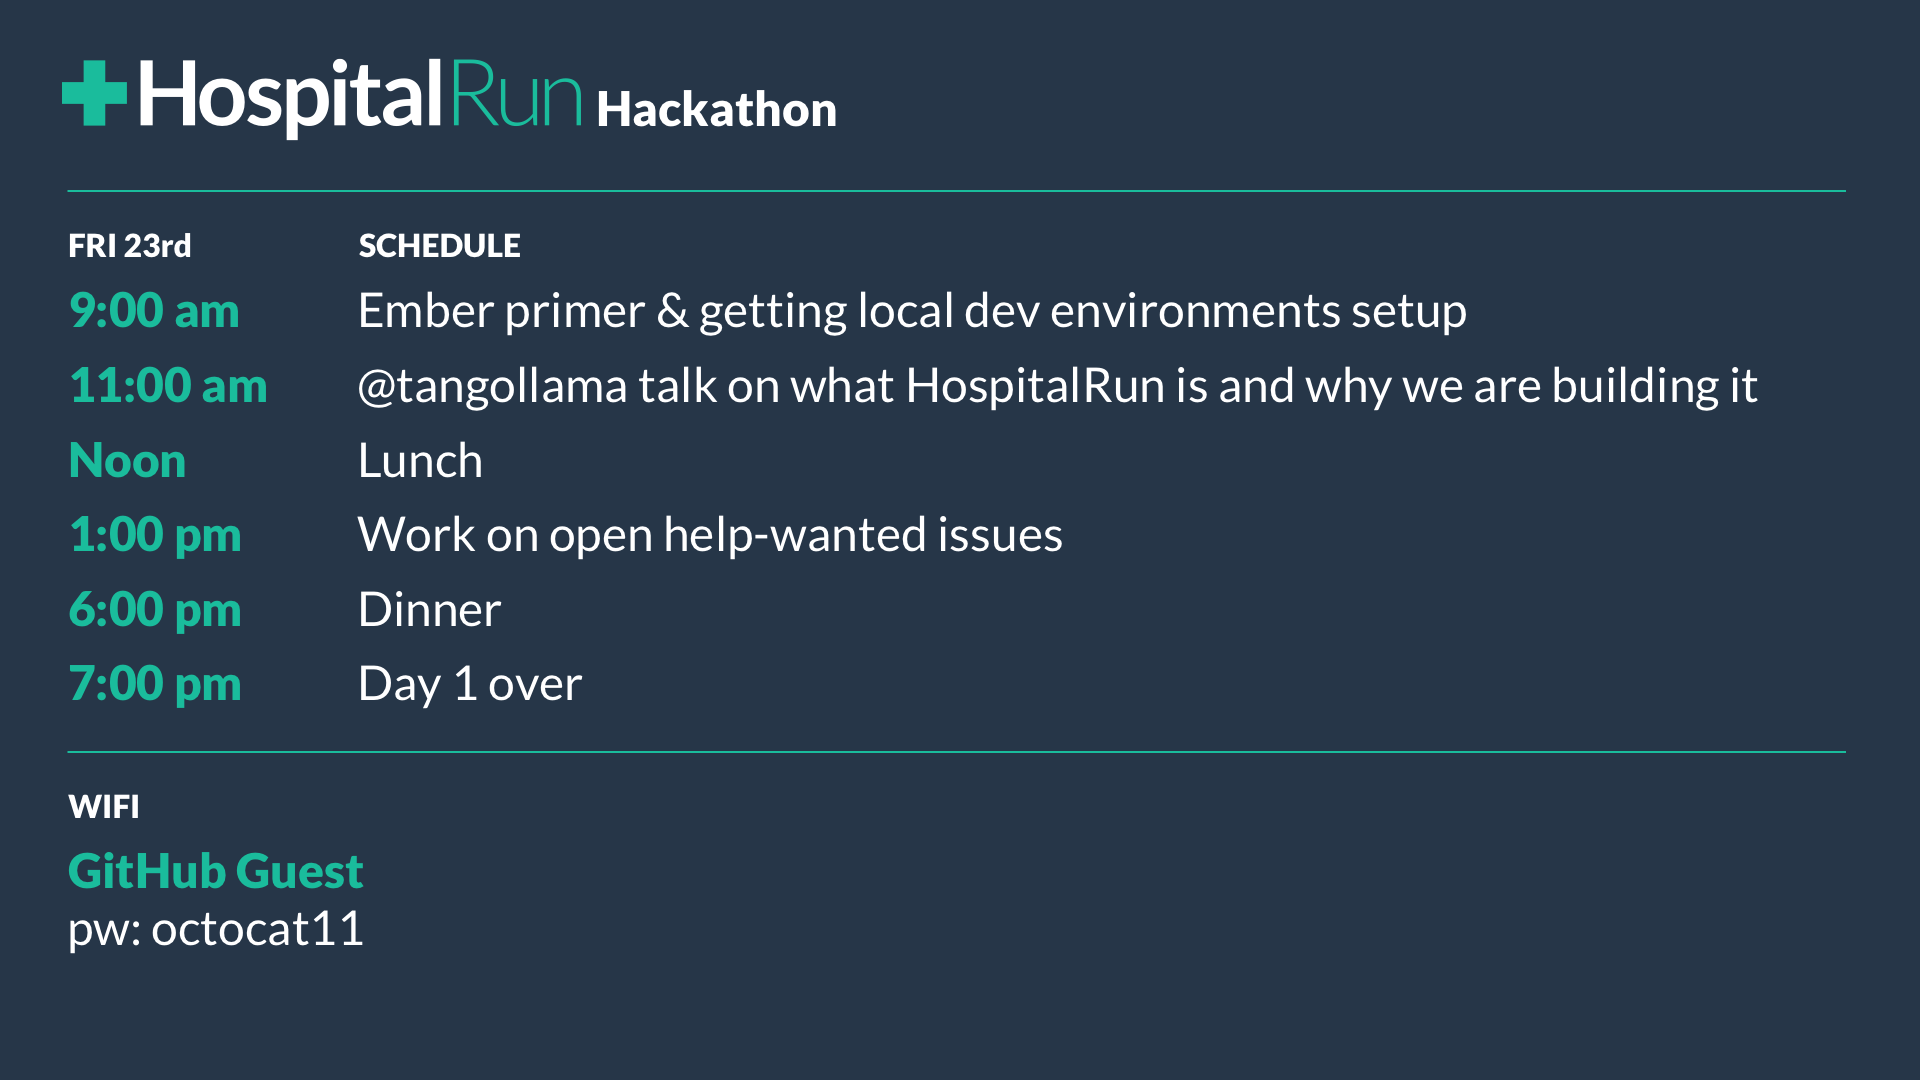 HospitalRun Hackathon
FRI 23rd SCHEDULE
9:00 am Ember primer & getting local dev environments setup
11:00 am @tangollama talk on what HospitalRun is and why we are building it
Noon Lunch
1:00 pm Work on open help-wanted issues
6:00 pm Dinner
7:00 pm Day 1 over
WIFI
GitHub Guest
pw: octocat11